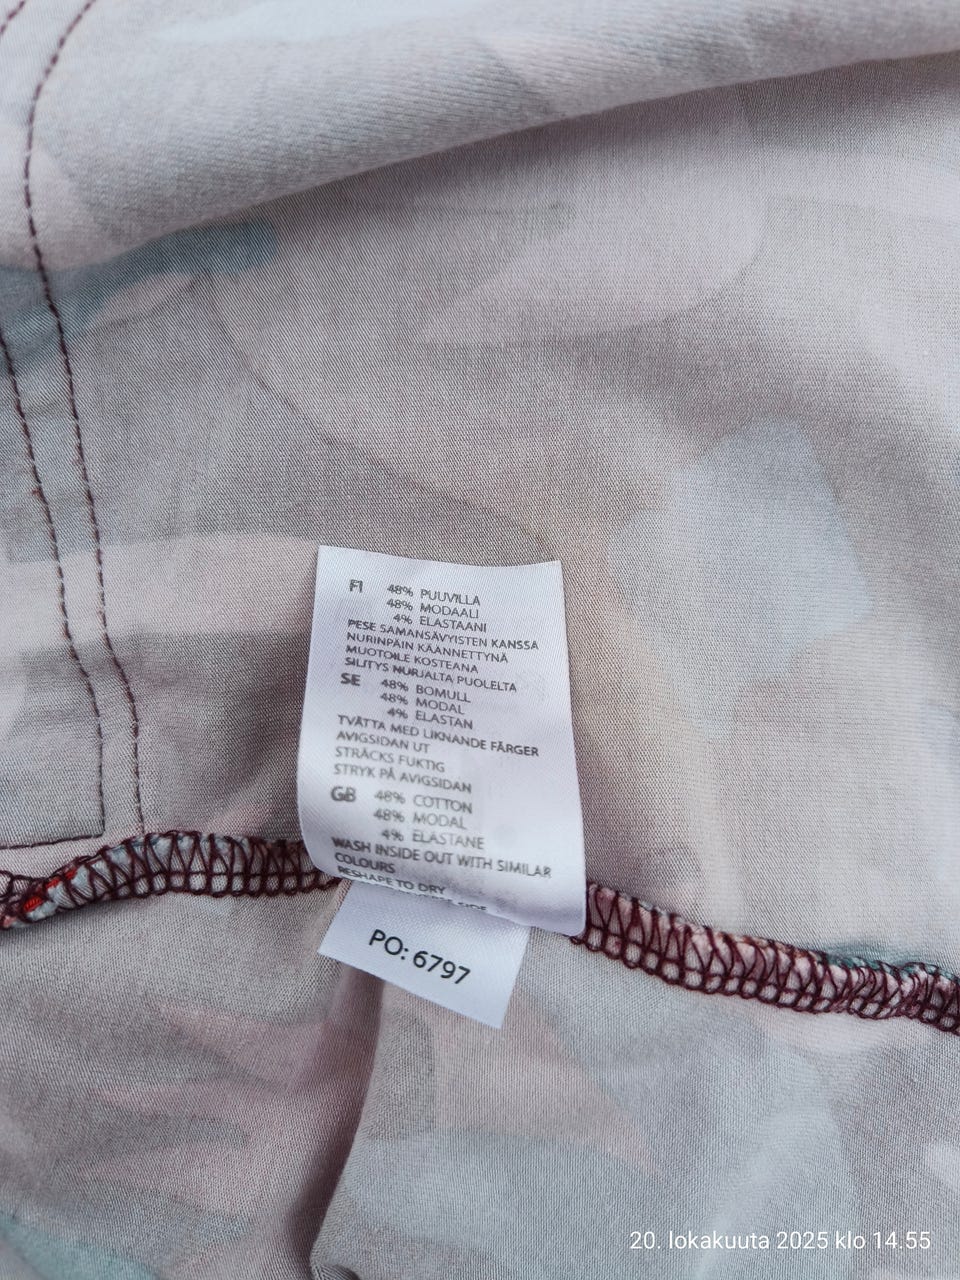 FI 48% PUUVILLA
48% MODAALI
4% ELASTAANI
PESE SAMANSÄVYISTEN KANSSA
NURINPÄIN KÄÄNNETTYNÄ
MUOTOILE KOSTEANA
SILITYS NURJALTA PUOLELTA
SE 48% BOMULL
48% MODAL
4% ELASTAN
TVÄTTA MED LIKNANDE FÄRGER
AVIGSIDAN UT
STRÄCKS FUKTIG
STRYK PÅ AVIGSIDAN
GB 48% COTTON
48% MODAL
4% ELASTANE
WASH INSIDE OUT WITH SIMILAR
COLOURS
RESHAPE TO DRY
PO: 6797
20. lokakuuta 2025 klo 14.55